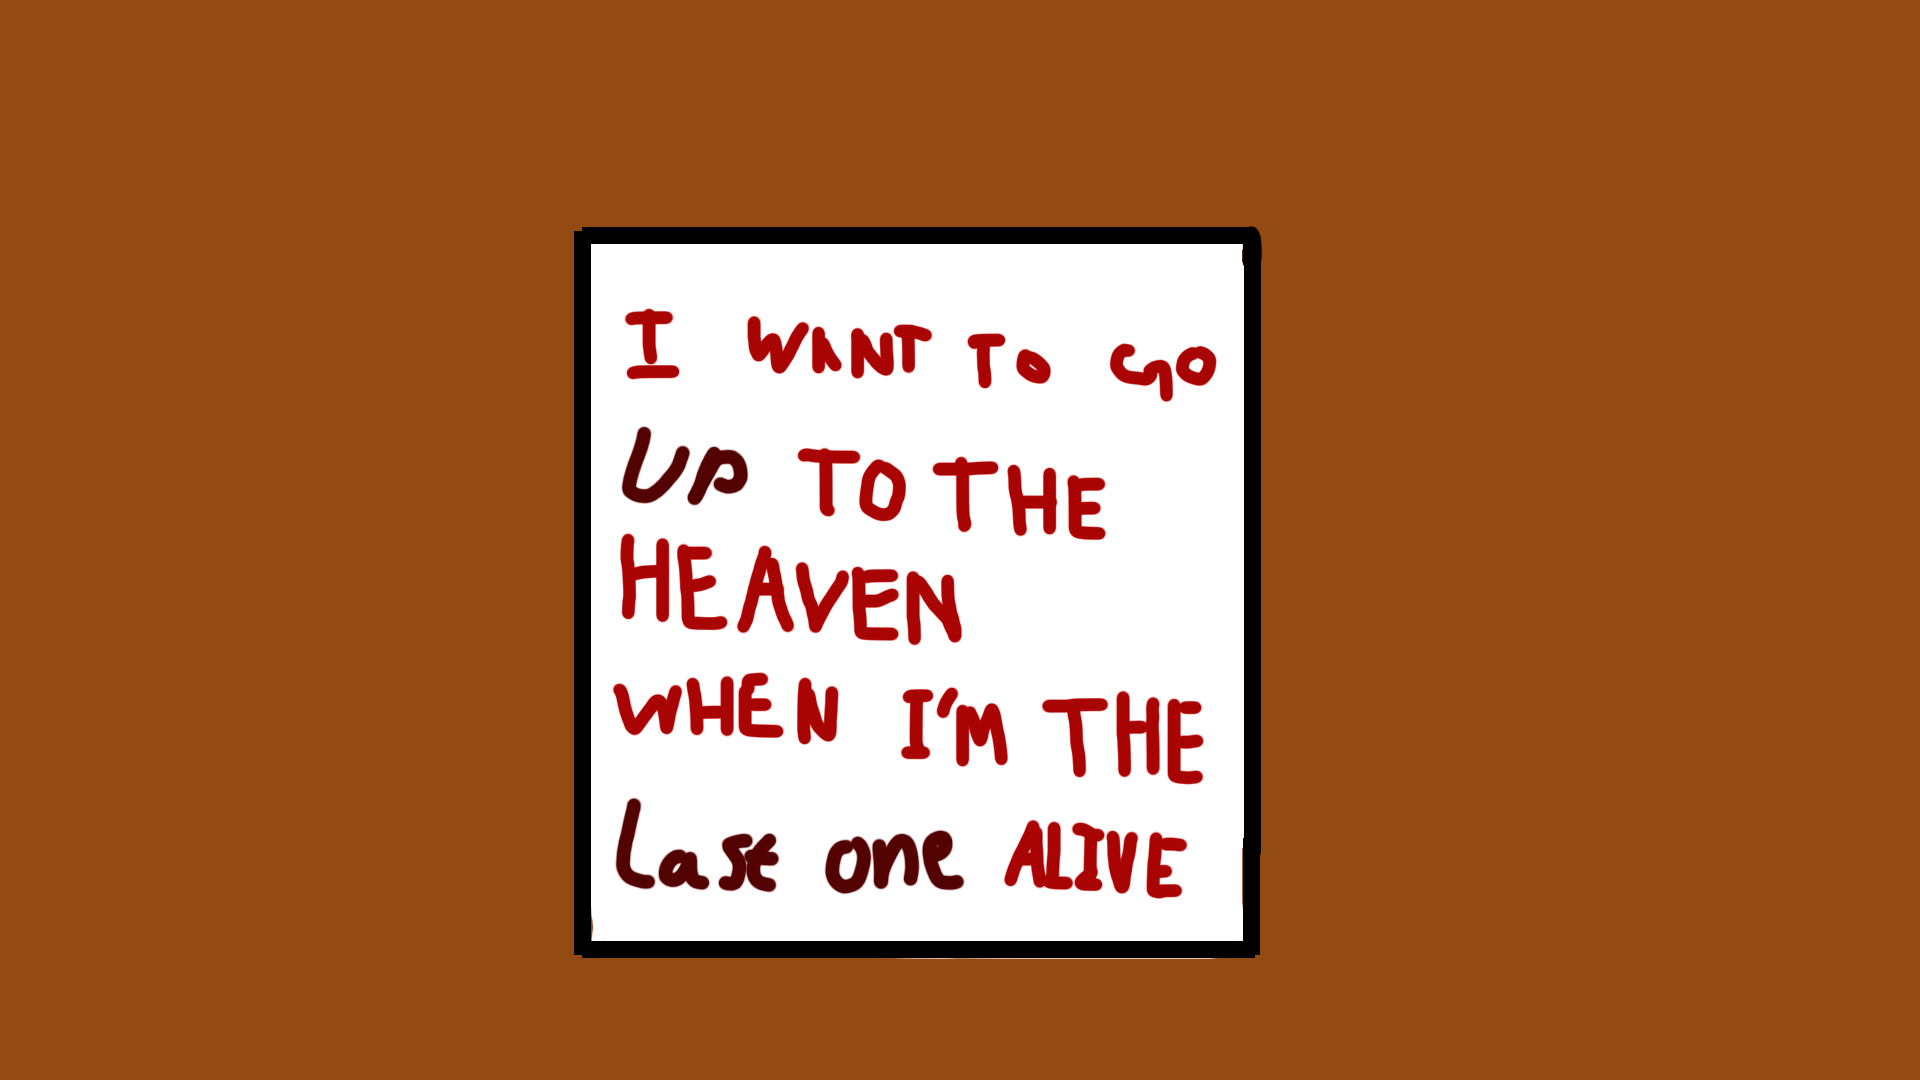 I WANT TO GO
UP TO THE
HEAVEN
WHEN I'M THE
Last one ALIVE